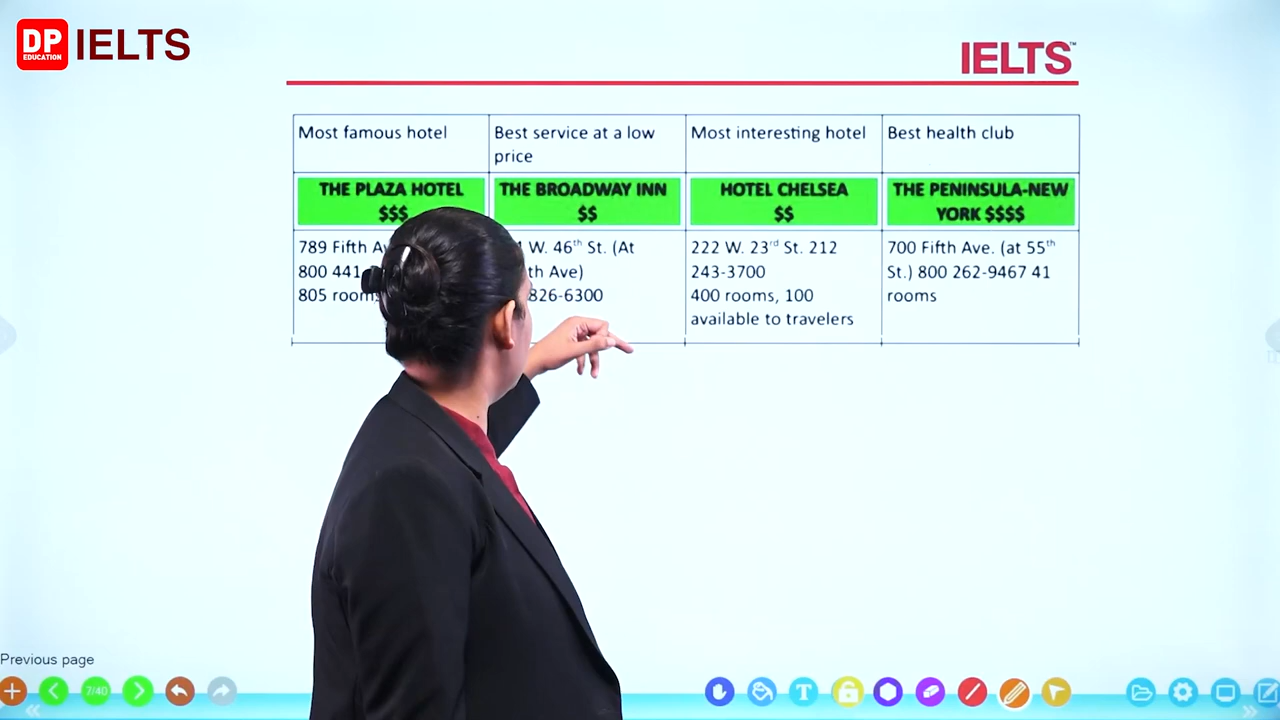 DP
EDUCATION
IELTS
IELTS™
Most famous hotel
Best service at a low
price
Most interesting hotel
Best health club
THE PLAZA HOTEL
$$$
THE BROADWAY INN
$$
HOTEL CHELSEA
$$
THE PENINSULA-NEW
YORK $$$$
789 Fifth
800 441
805 rooms
W. 46th St. (At
Ave)
826-6300
222 W. 23rd St. 212
243-3700
400 rooms, 100
available to travelers
700 Fifth Ave. (at 55th
St.) 800 262-9467 41
rooms
Previous page
7/40
T